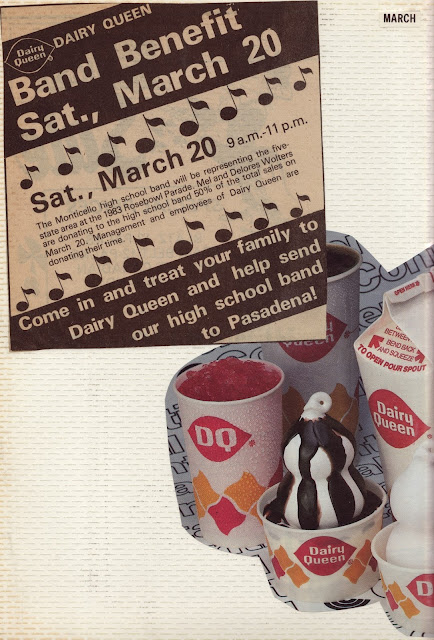 MARCH
Dairy
Queen
DAIRY QUEEN
Band Benefit
Sat., March 20
Sat., March 20 9 a.m.-11 p.m.
The Monticello high school band will be representing the five-
state area at the 1983 Rosebowl Parade. Mel and Delores Wolters
are donating to the high school band 50% of the total sales on
March 20. Management and employees of Dairy Queen are
donating their time.
Come in and treat your family to
Dairy Queen and help send
our high school band
to Pasadena!
OPEN
BETWEEN
BEND BACK
AND SQUEEZE
TO OPEN POUR SPOUT
Dairy
Queen
DQ
Dairy
Queen
D